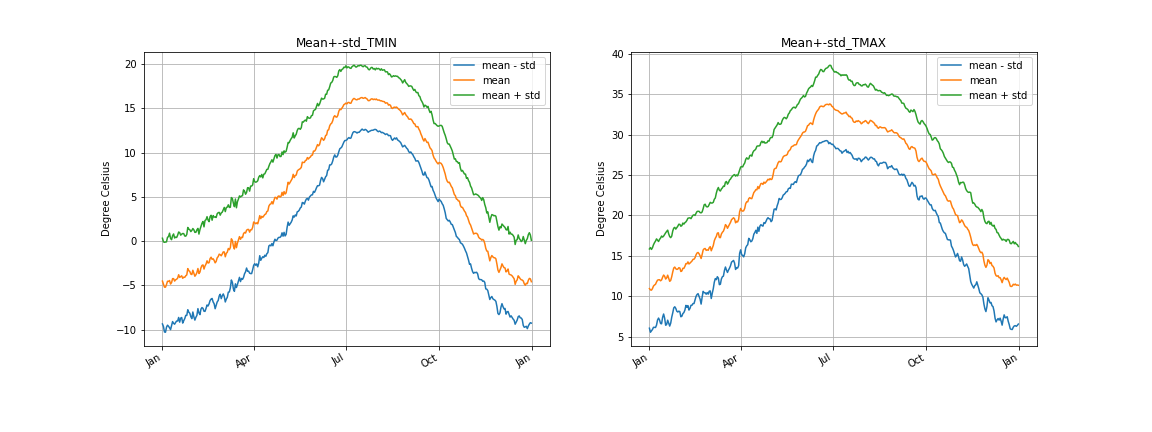 Mean+-std_TMIN
Degree Celsius
20
15
10
5
0
−5
−10
Jan
Apr
Jul
Oct
Jan
mean - std
mean
mean + std
Mean+-std_TMAX
Degree Celsius
40
35
30
25
20
15
10
5
Jan
Apr
Jul
Oct
Jan
mean - std
mean
mean + std